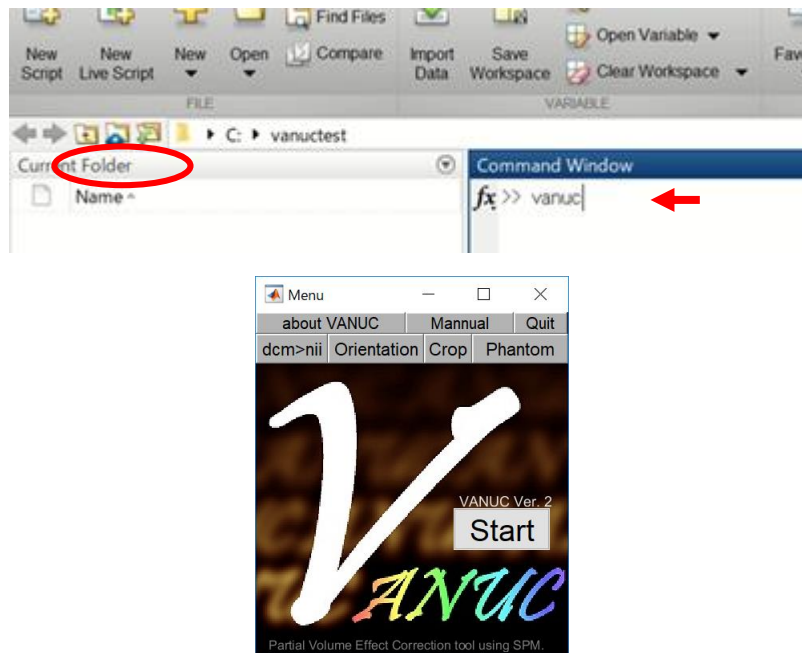 Find Files
New Script
New Live Script
New
Open
Compare
Import Data
Save Workspace
Open Variable
Clear Workspace
FILE
VARIABLE
C: vanuctest
Current Folder
Command Window
Name
fx >> vanuc
Menu
about VANUC Mannual Quit
dcm>nii Orientation Crop Phantom
V
VANUC Ver. 2
Start
VANUC
Partial Volume Effect Correction tool using SPM.